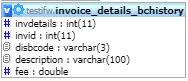 testifw.invoice_details_bchistory
invdetails : int(11)
invid : int(11)
disbcode : varchar(3)
description : varchar(100)
fee : double